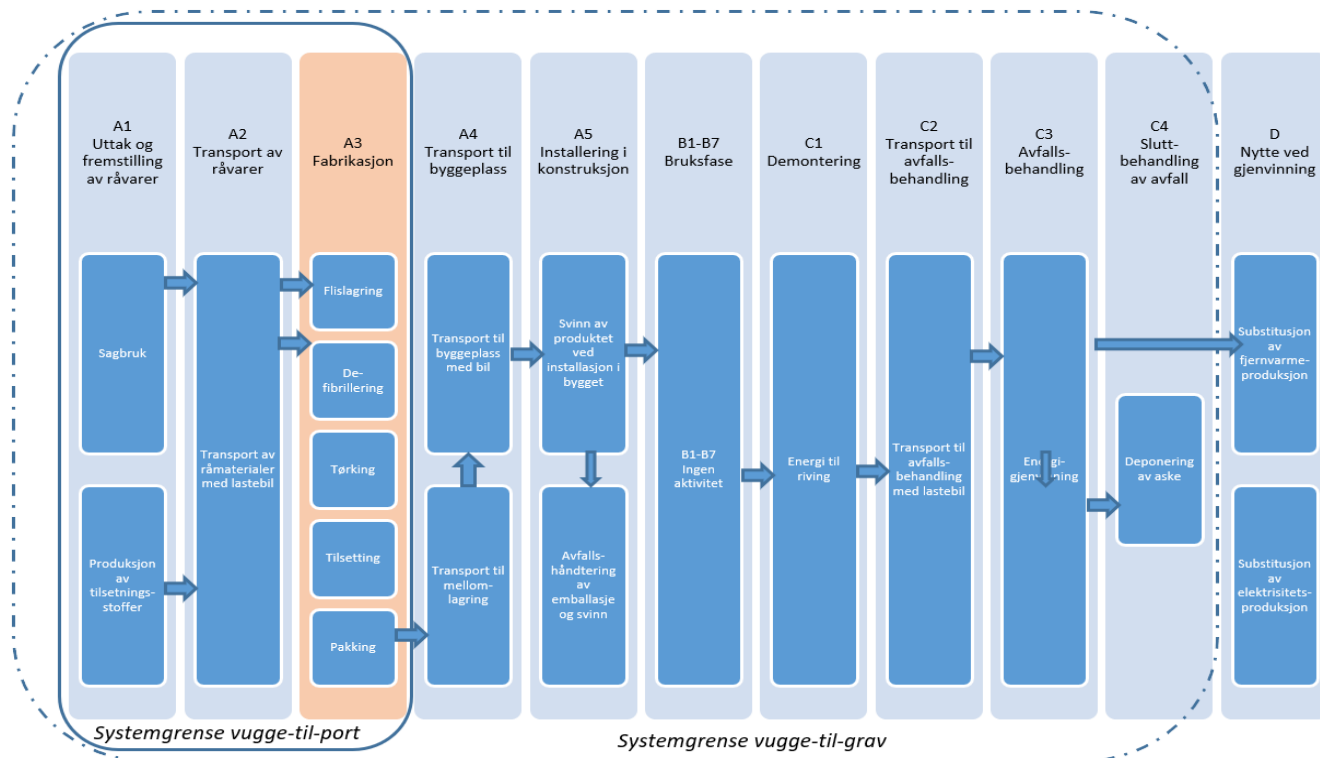 A1
Uttak og
fremstilling
av råvarer
A2
Transport av
råvarer
A3
Fabrikasjon
A4
Transport til
byggeplass
A5
Installering i
konstruksjon
B1-B7
Bruksfase
C1
Demontering
C2
Transport til
avfalls-
behandling
C3
Avfalls-
behandling
C4
Slutt-
behandling
av avfall
D
Nytte ved
gjenvinning
Sagbruk
Produksjon
av
tilsetnings-
stoffer
Transport av
råmaterialer
med lastebil
Flislagring
De-
fibrillering
Tørking
Tilsetting
Pakking
Transport til
byggeplass
med bil
Transport til
mellom-
lagring
Svinn av
produktet
ved
installasjon i
bygget
Avfalls-
håndtering
av
emballasje
og svinn
B1-B7
Ingen
aktivitet
Energi til
riving
Transport til
avfalls-
behandling
med lastebil
Energi-
gjenvinning
Deponering
av aske
Substitusjon
av
fjernvarme-
produksjon
Substitusjon
av
elektrisitets-
produksjon
Systemgrense vugge-til-port
Systemgrense vugge-til-grav